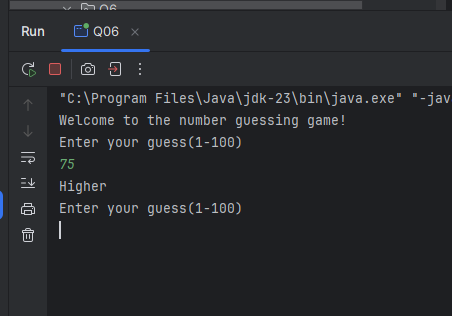 Q6
Run
Q06
"C:\Program Files\Java\jdk-23\bin\java.exe" "-jav
Welcome to the number guessing game!
Enter your guess(1-100)
75
Higher
Enter your guess(1-100)